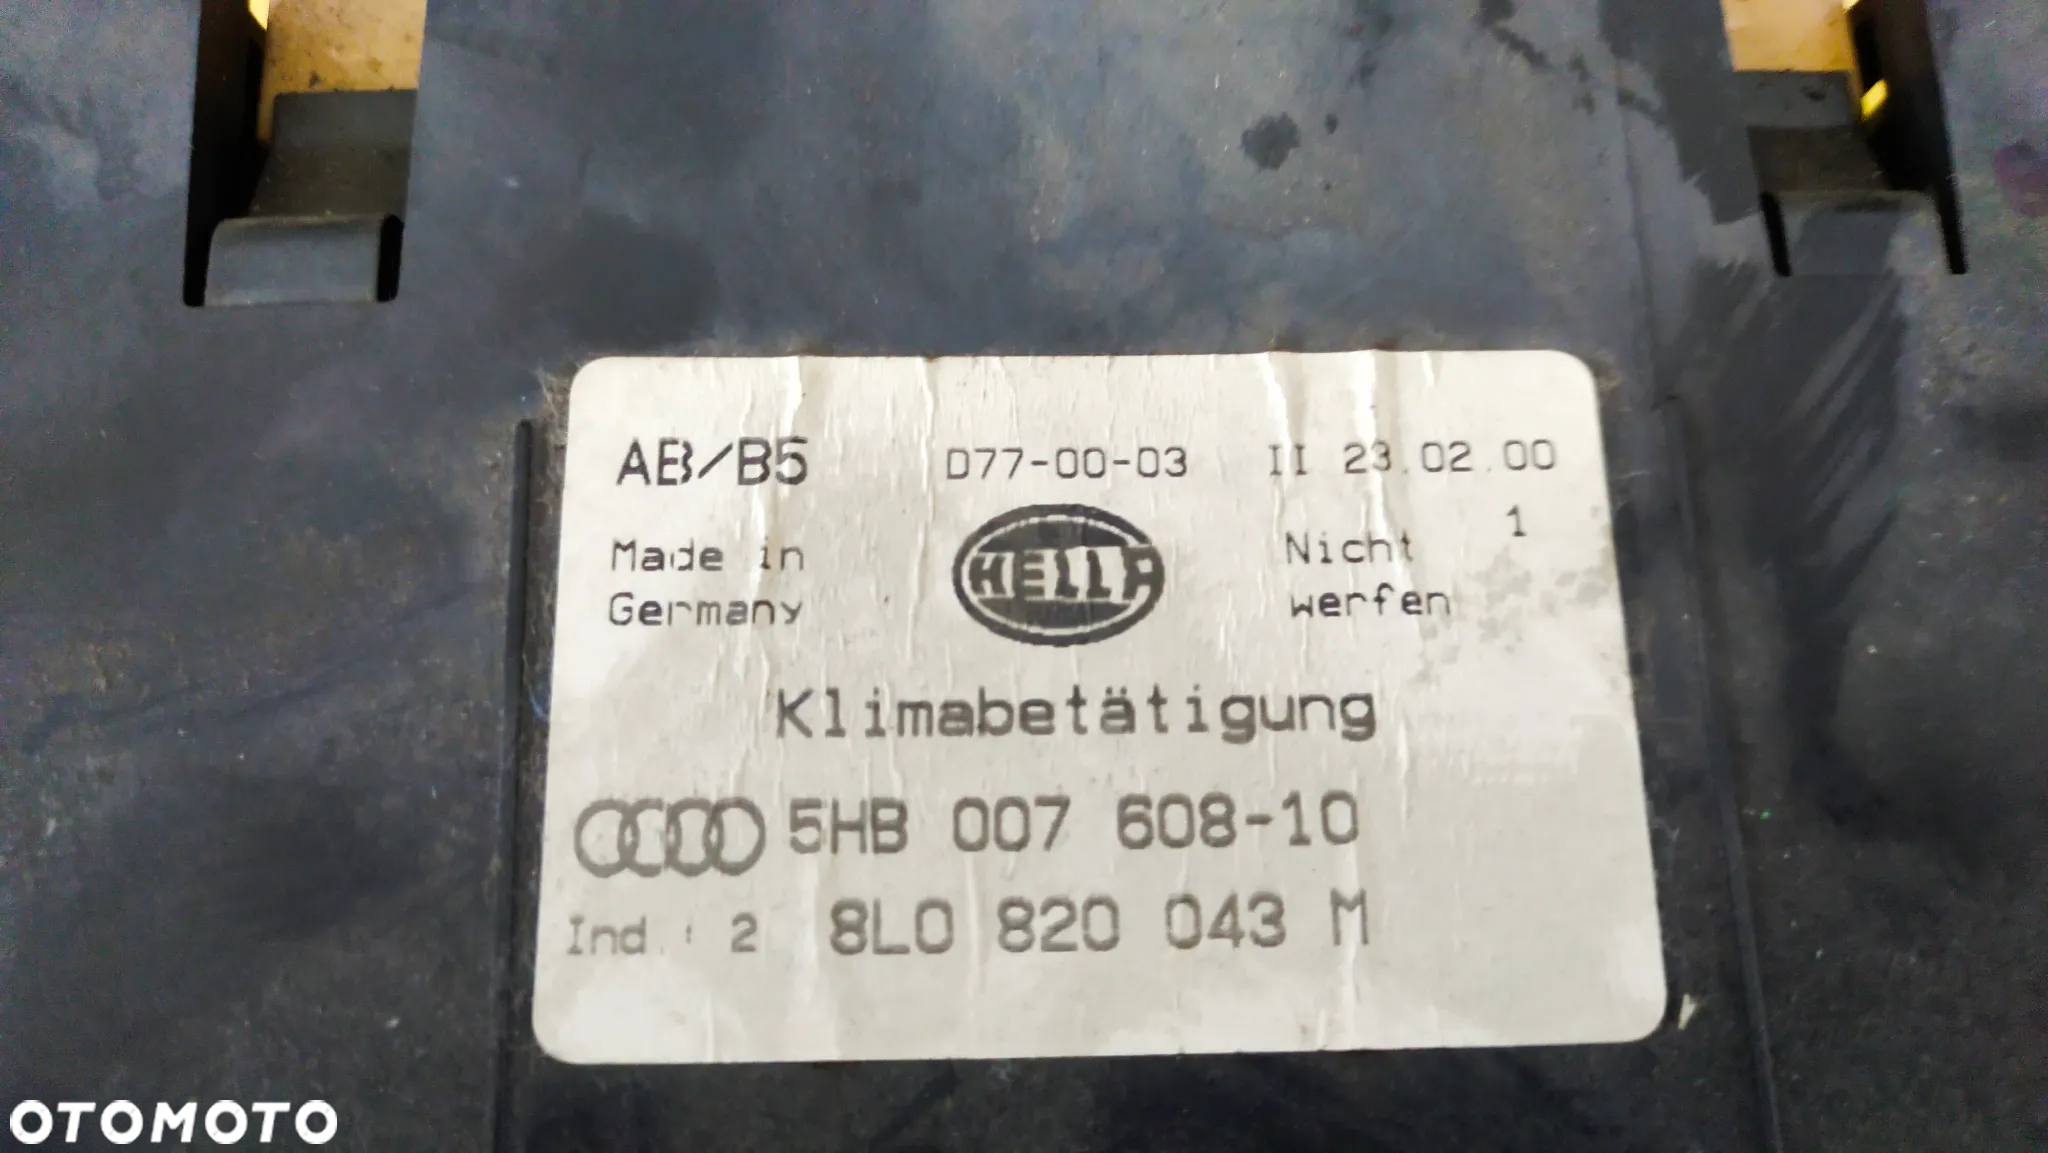 AB/B5 D77-00-03 II 23.02.00
Made in Germany
HELLA
Nicht werfen
1
Klimabetätigung
5HB 007 608-10
Ind.: 2 8L0 820 043 M
OTOMOTO